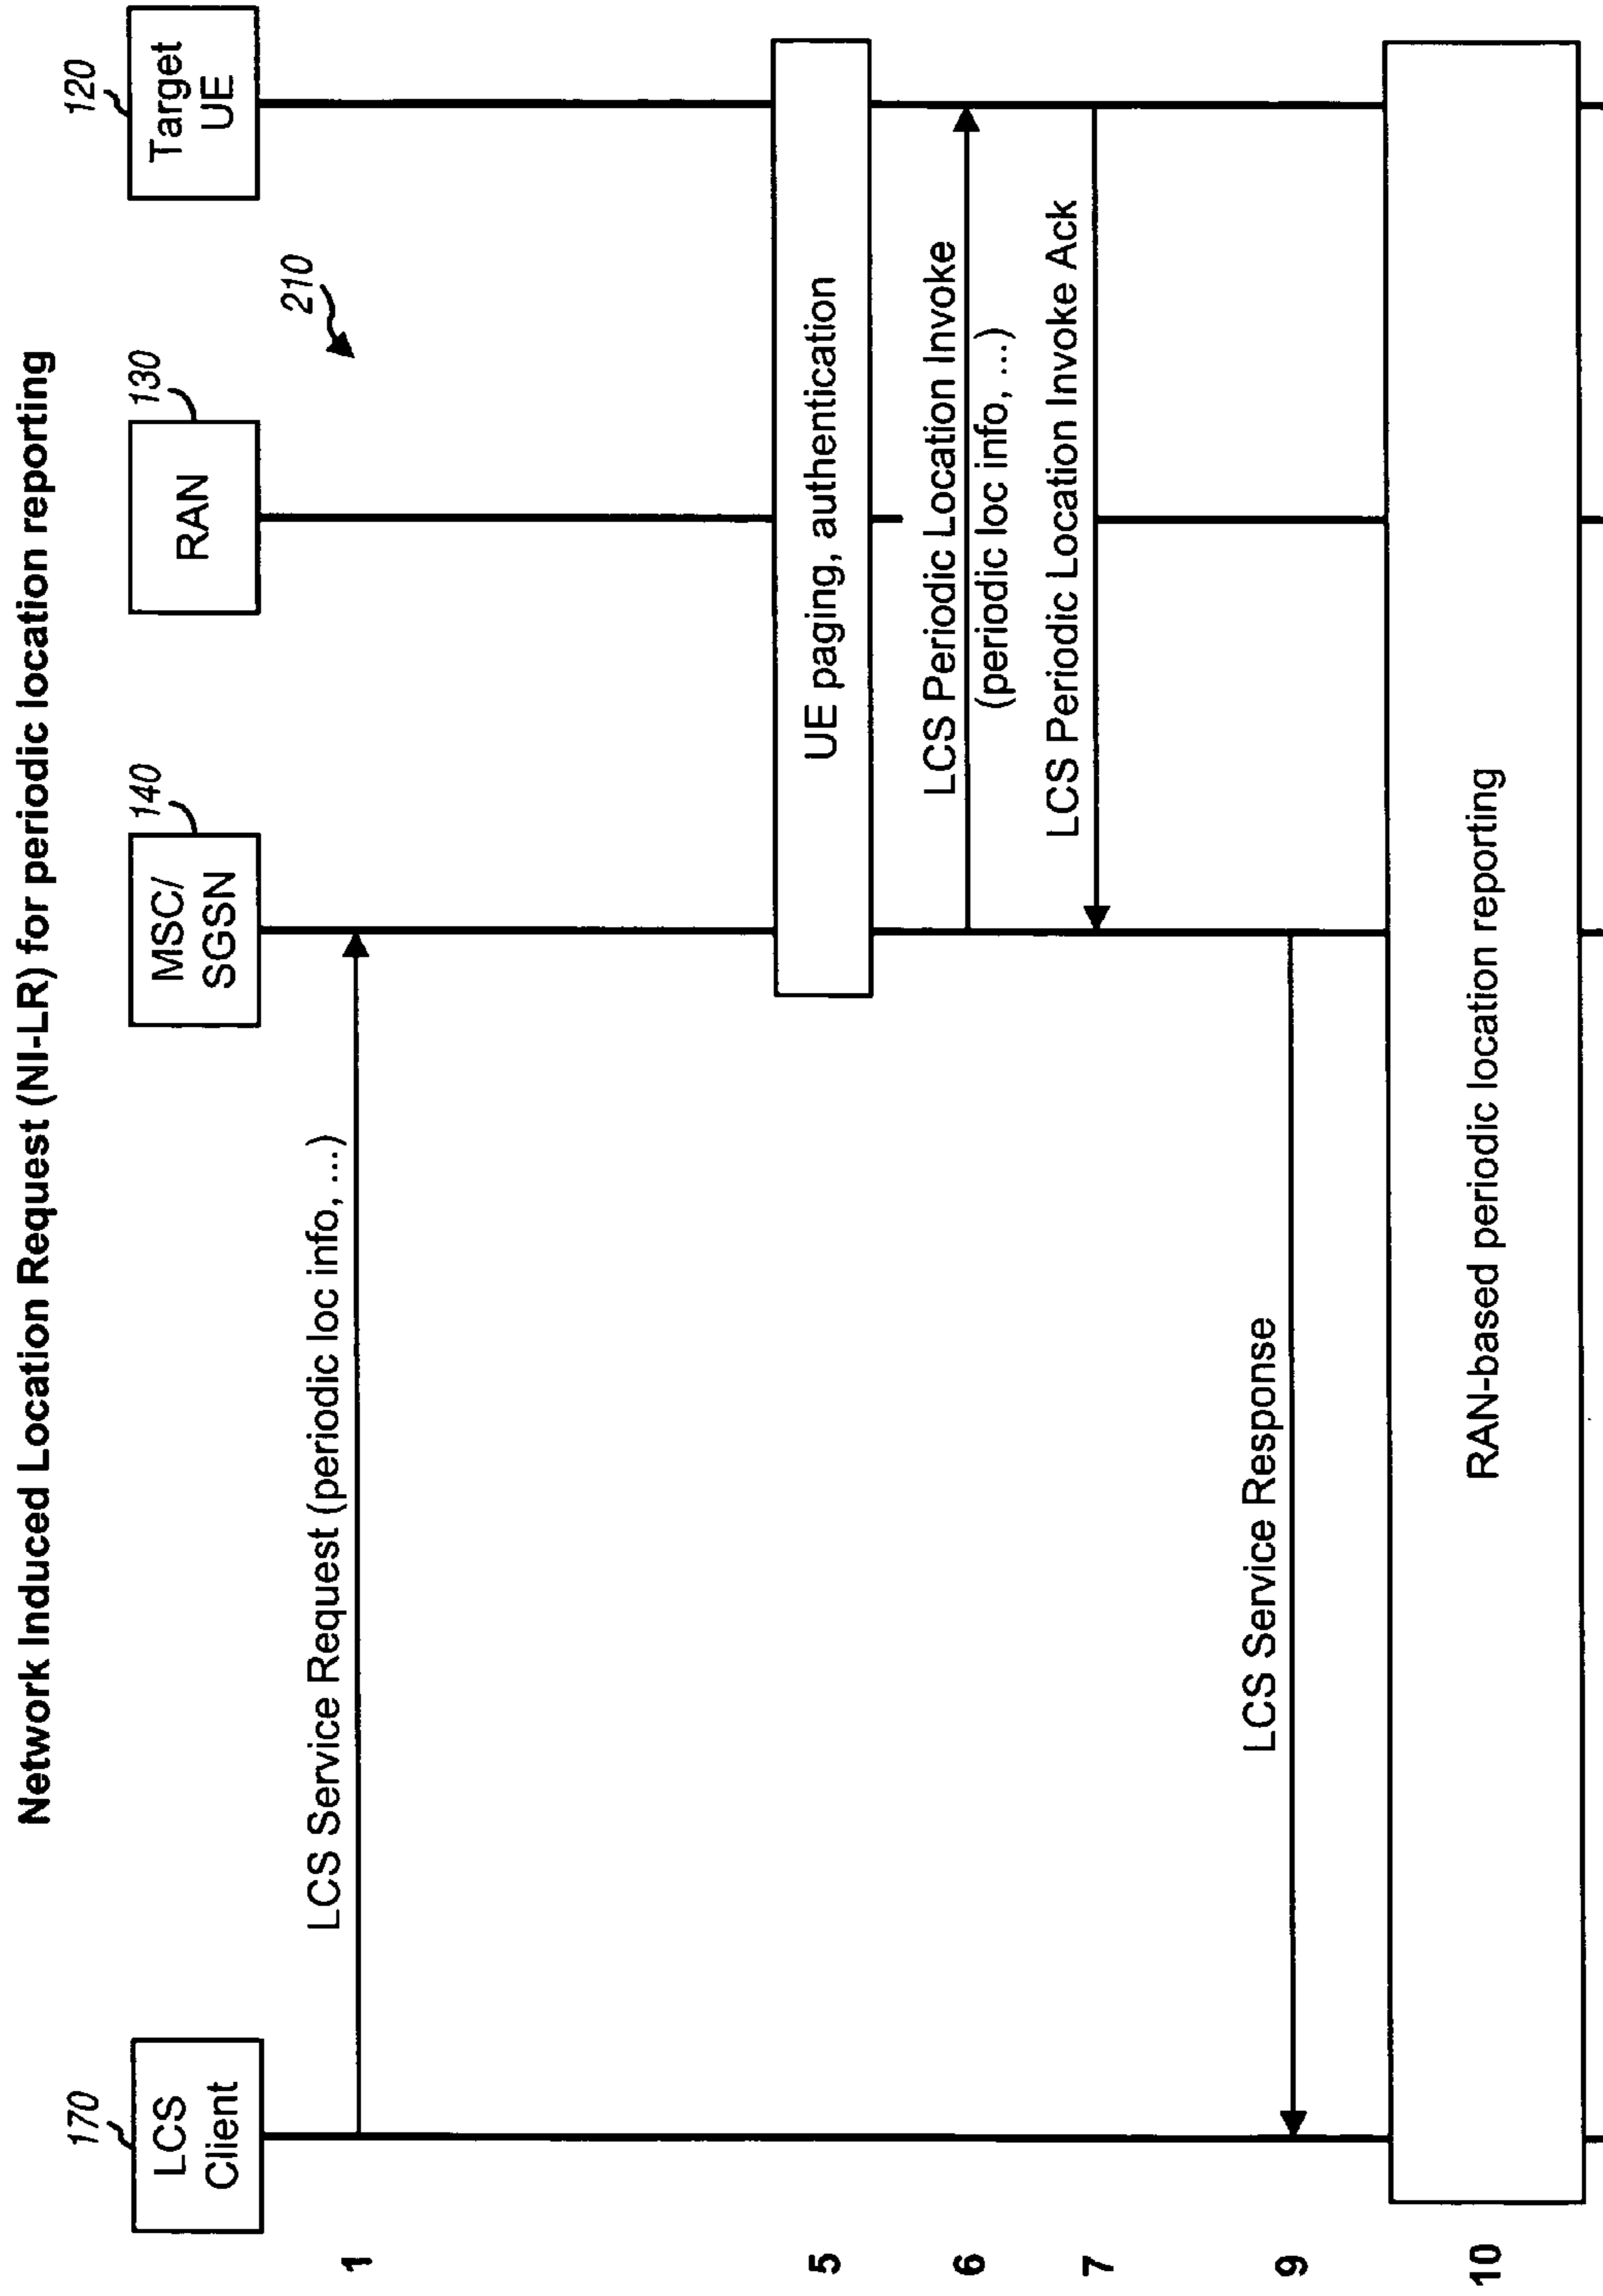 Network Induced Location Request (NI-LR) for periodic location reporting
170
140
130
120
LCS
Client
MSC/
SGSN
RAN
Target
UE
210
1
LCS Service Request (periodic loc info, ...)
5
UE paging, authentication
6
LCS Periodic Location Invoke
(periodic loc info, ...)
7
LCS Periodic Location Invoke Ack
9
LCS Service Response
10
RAN-based periodic location reporting